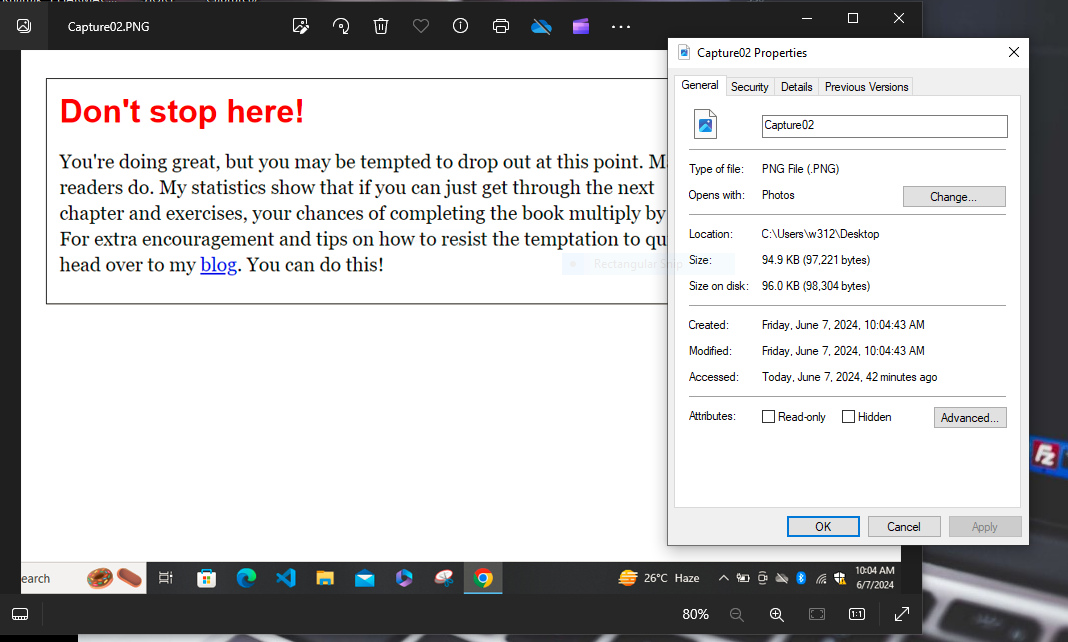 Capture02.PNG
Don't stop here!
You're doing great, but you may be tempted to drop out at this point.
readers do. My statistics show that if you can just get through the next
chapter and exercises, your chances of completing the book multiply by
For extra encouragement and tips on how to resist the temptation to
head over to my blog. You can do this!
Rectangular Snip
Capture02 Properties
General
Security
Details
Previous Versions
Capture02
Type of file: PNG File (.PNG)
Opens with: Photos
Change...
Location: C:\Users\w312\Desktop
Size: 94.9 KB (97,221 bytes)
Size on disk: 96.0 KB (98,304 bytes)
Created: Friday, June 7, 2024, 10:04:43 AM
Modified: Friday, June 7, 2024, 10:04:43 AM
Accessed: Today, June 7, 2024, 42 minutes ago
Attributes: Read-only Hidden
Advanced...
OK
Cancel
Apply
Fz
earch
26°C Haze
10:04 AM
6/7/2024
80%
1:1